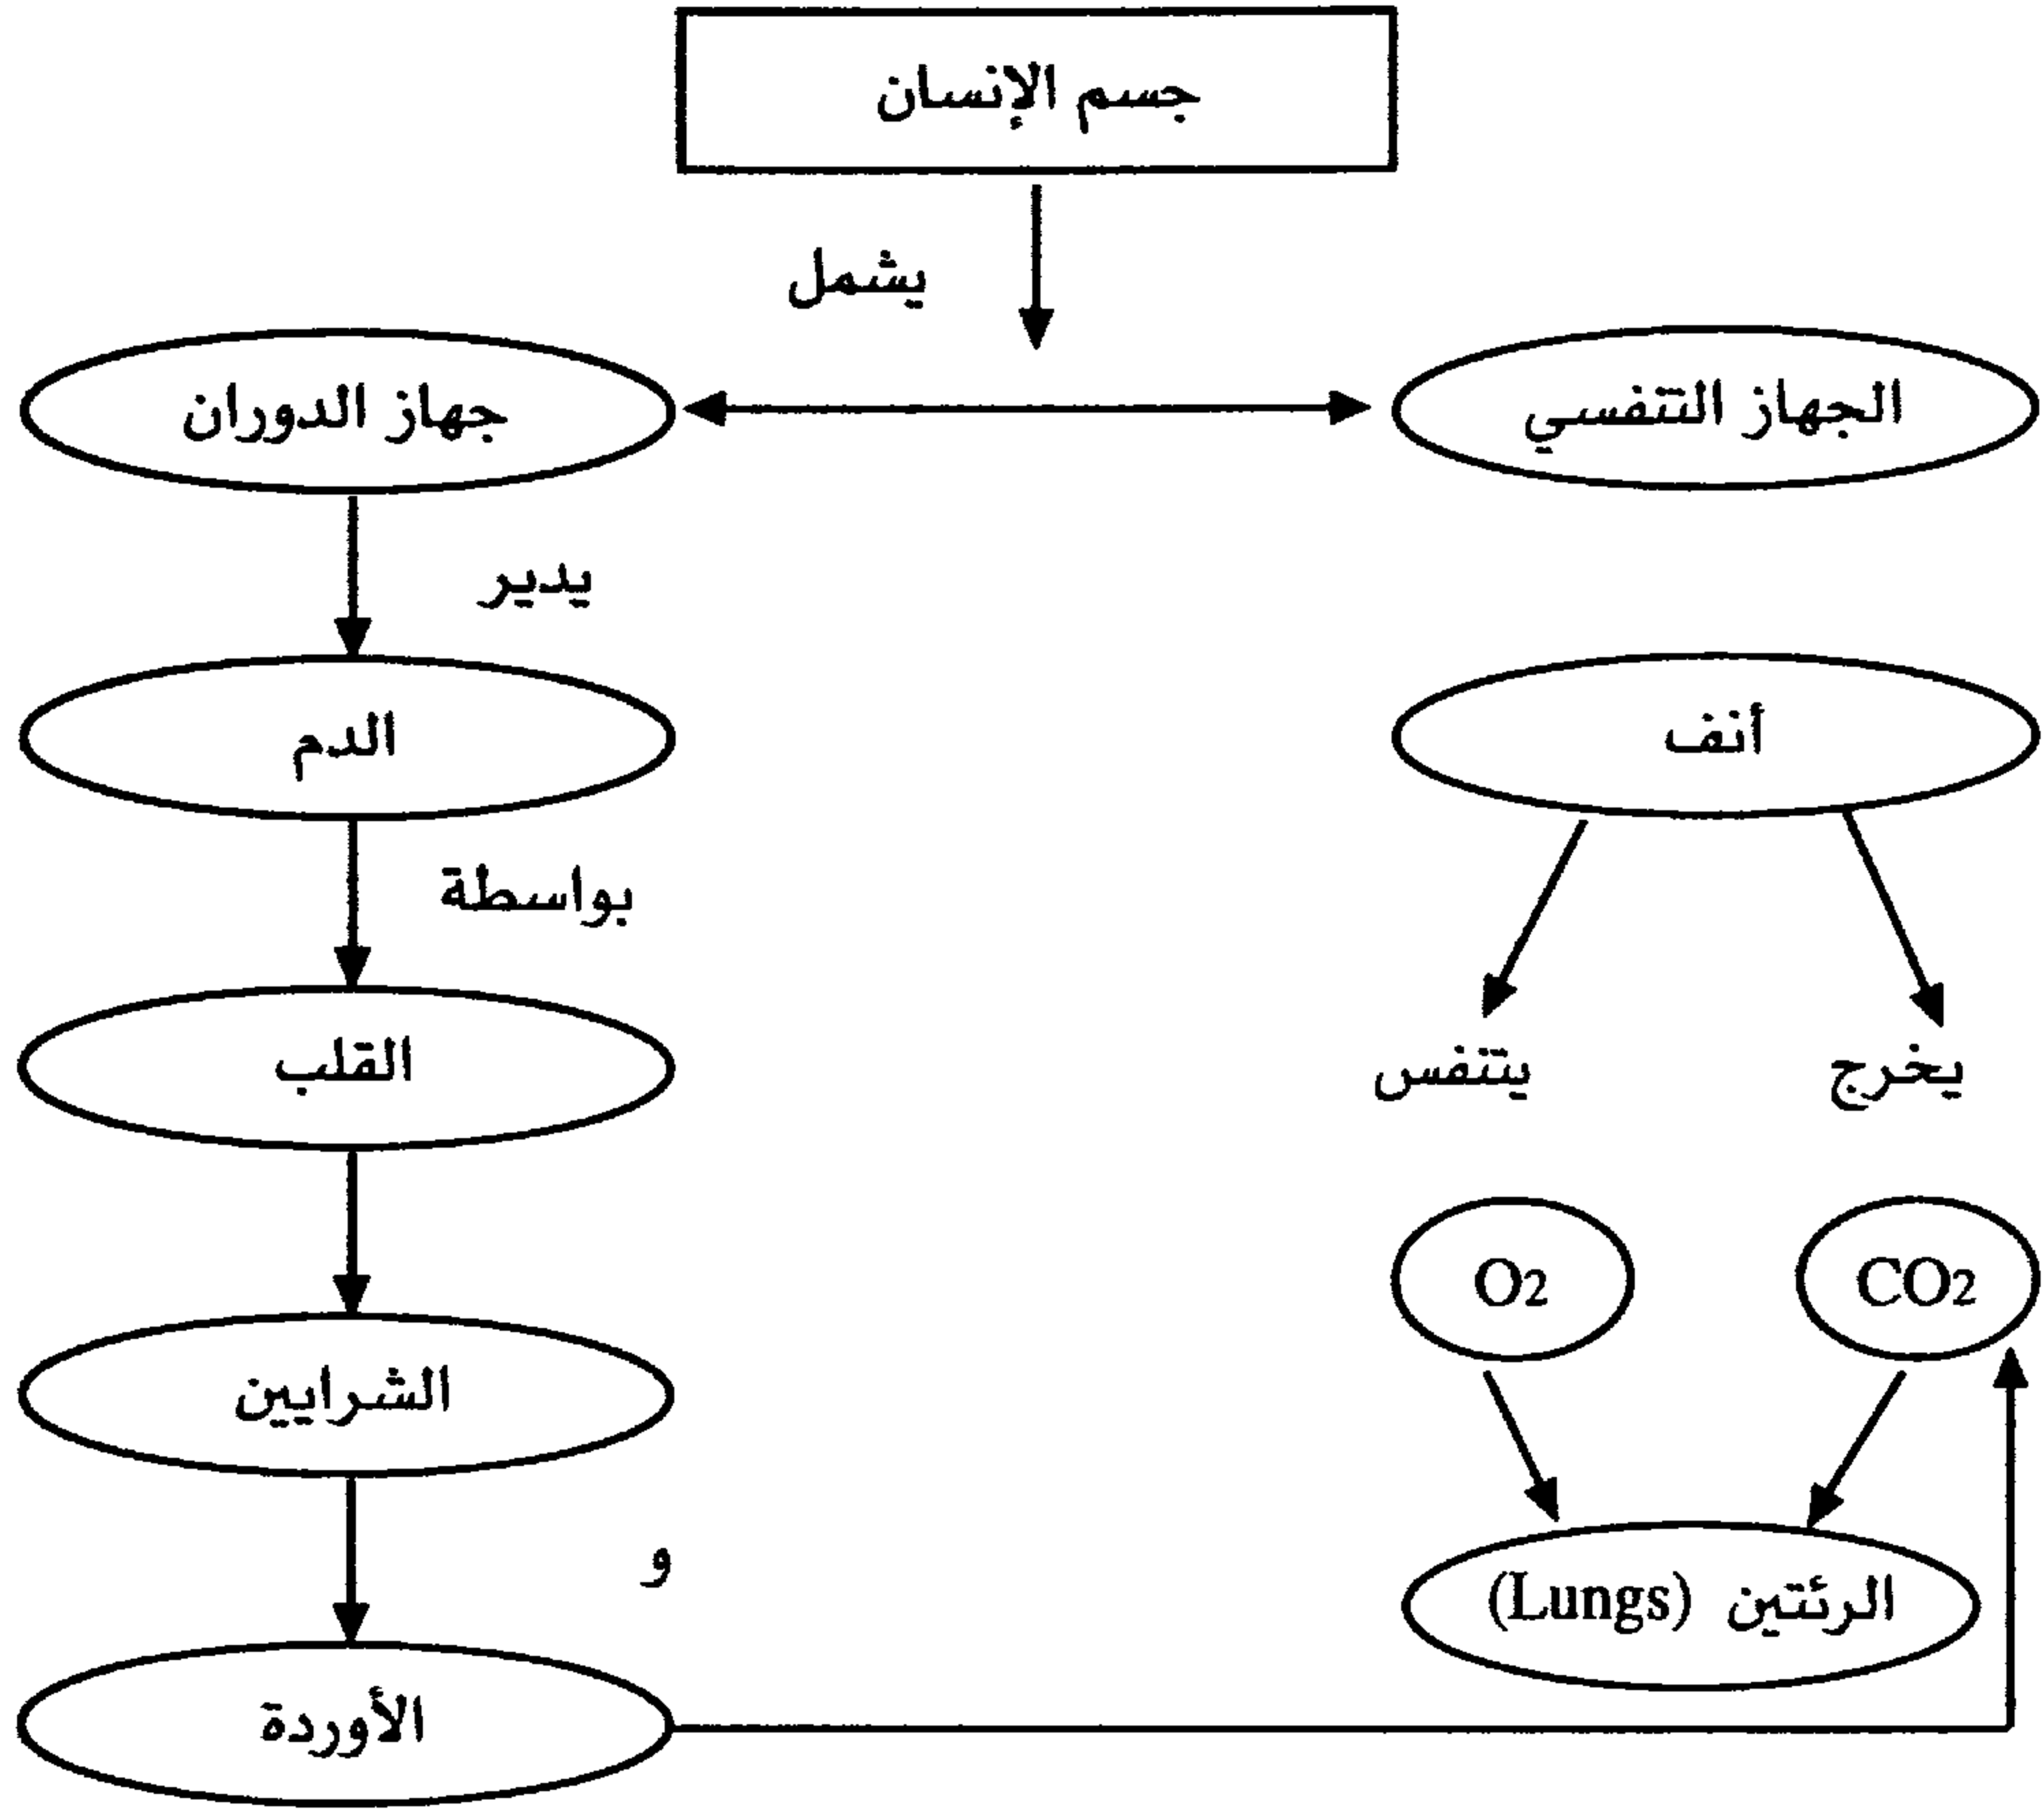 جسم الإنسان
يشمل
الجهاز التنفسي
جهاز الدوران
يدير
أنف
الدم
بواسطة
يتنفس
يخرج
القلب
O2
CO2
الشرايين
و
الرئتين (Lungs)
الأوردة